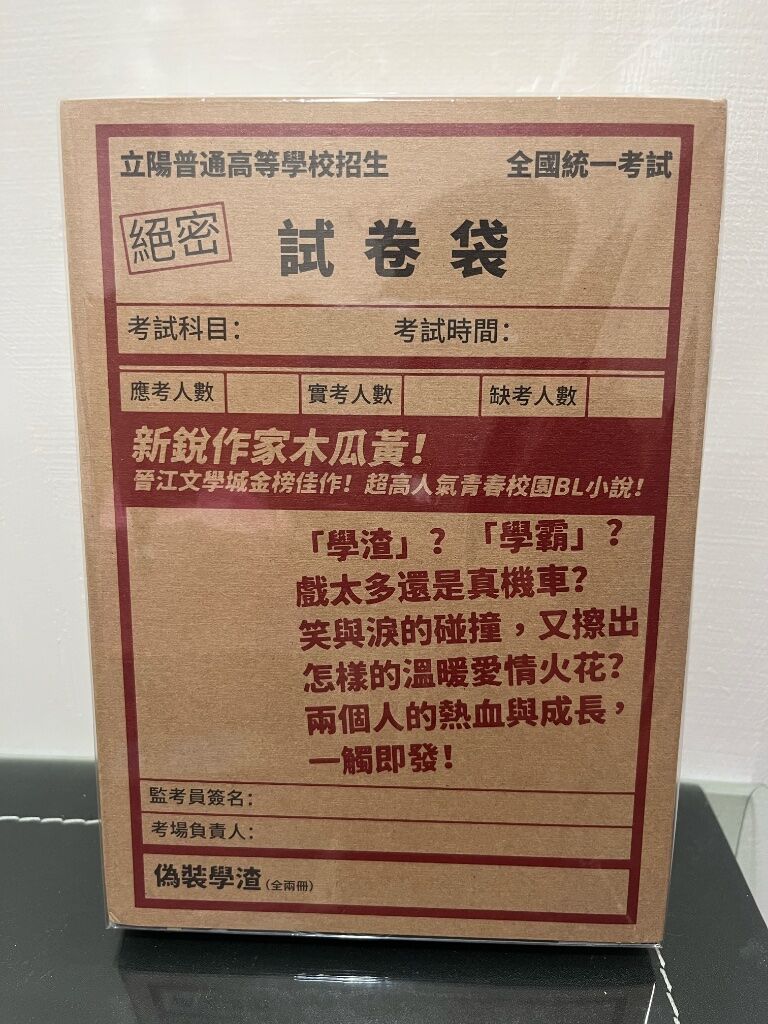 立陽普通高等學校招生 全國統一考試
絕密 試卷袋
考試科目： 考試時間：
應考人數 實考人數 缺考人數
新銳作家木瓜黃！
晉江文學城金榜佳作！超高人氣青春校園BL小說！
「學渣」？「學霸」？
戲太多還是真機車？
笑與淚的碰撞，又擦出
怎樣的溫暖愛情火花？
兩個人的熱血與成長，
一觸即發！
監考員簽名：
考場負責人：
偽裝學渣（全兩冊）